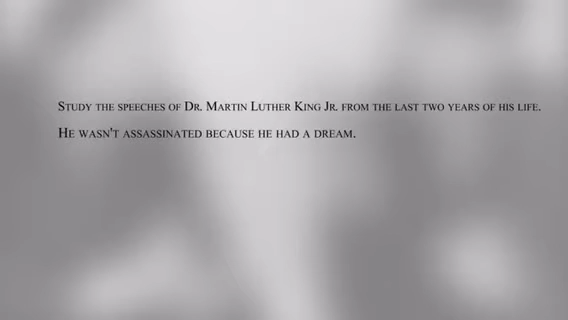 Study the speeches of Dr. Martin Luther King Jr. from the last two years of his life.
He wasn't assassinated because he had a dream.